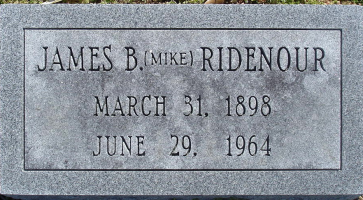 JAMES B. (MIKE) RIDENOUR
MARCH 31, 1898
JUNE 29, 1964